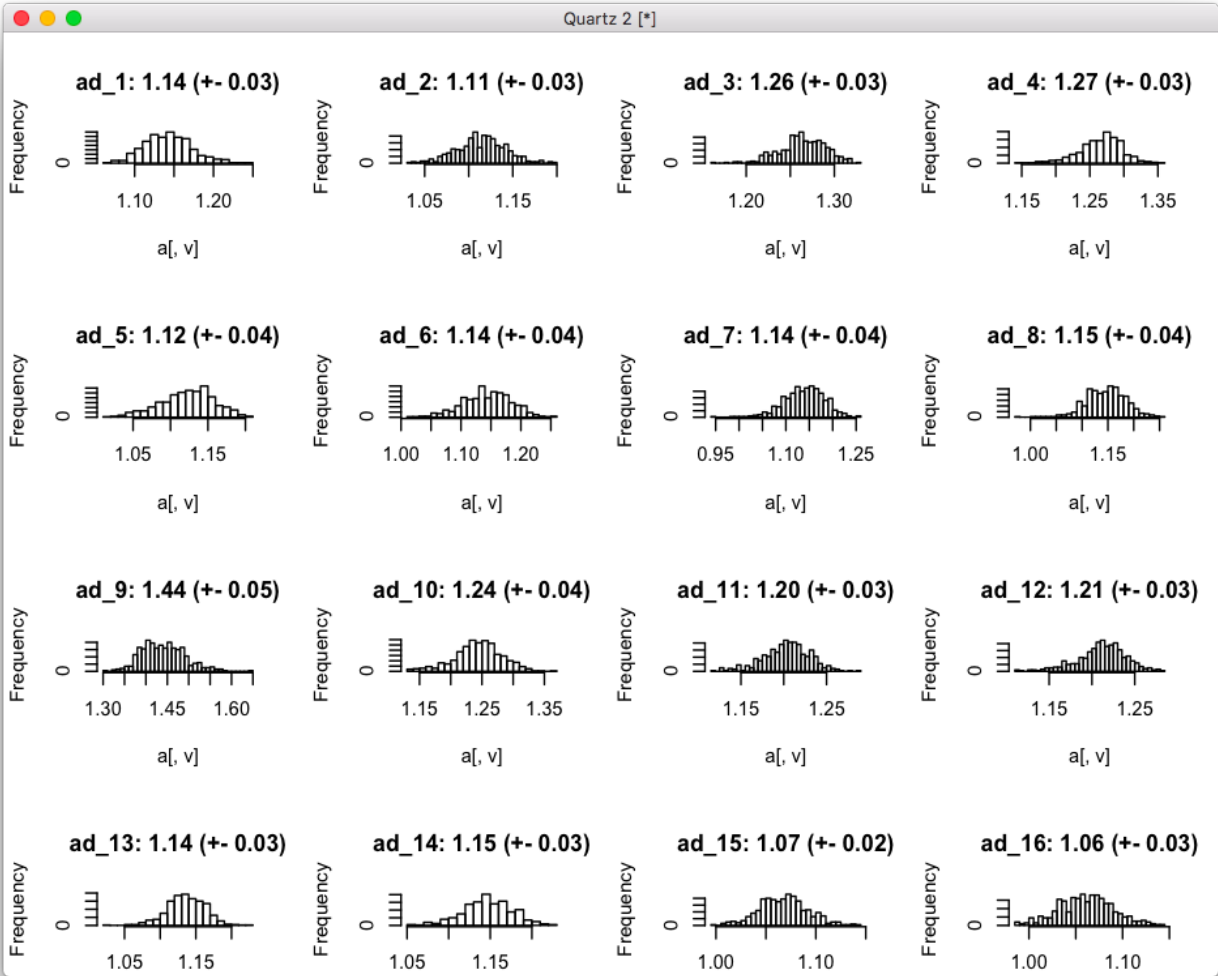 Quartz 2 [*]
ad_1: 1.14 (+- 0.03)
Frequency
0
1.10 1.20
a[, v]
ad_2: 1.11 (+- 0.03)
Frequency
0
1.05 1.15
a[, v]
ad_3: 1.26 (+- 0.03)
Frequency
0
1.20 1.30
a[, v]
ad_4: 1.27 (+- 0.03)
Frequency
0
1.15 1.25 1.35
a[, v]
ad_5: 1.12 (+- 0.04)
Frequency
0
1.05 1.15
a[, v]
ad_6: 1.14 (+- 0.04)
Frequency
0
1.00 1.10 1.20
a[, v]
ad_7: 1.14 (+- 0.04)
Frequency
0
0.95 1.10 1.25
a[, v]
ad_8: 1.15 (+- 0.04)
Frequency
0
1.00 1.15
a[, v]
ad_9: 1.44 (+- 0.05)
Frequency
0
1.30 1.45 1.60
a[, v]
ad_10: 1.24 (+- 0.04)
Frequency
0
1.15 1.25 1.35
a[, v]
ad_11: 1.20 (+- 0.03)
Frequency
0
1.15 1.25
a[, v]
ad_12: 1.21 (+- 0.03)
Frequency
0
1.15 1.25
a[, v]
ad_13: 1.14 (+- 0.03)
Frequency
0
1.05 1.15
ad_14: 1.15 (+- 0.03)
Frequency
0
1.05 1.15
ad_15: 1.07 (+- 0.02)
Frequency
0
1.00 1.10
ad_16: 1.06 (+- 0.03)
Frequency
0
1.00 1.10